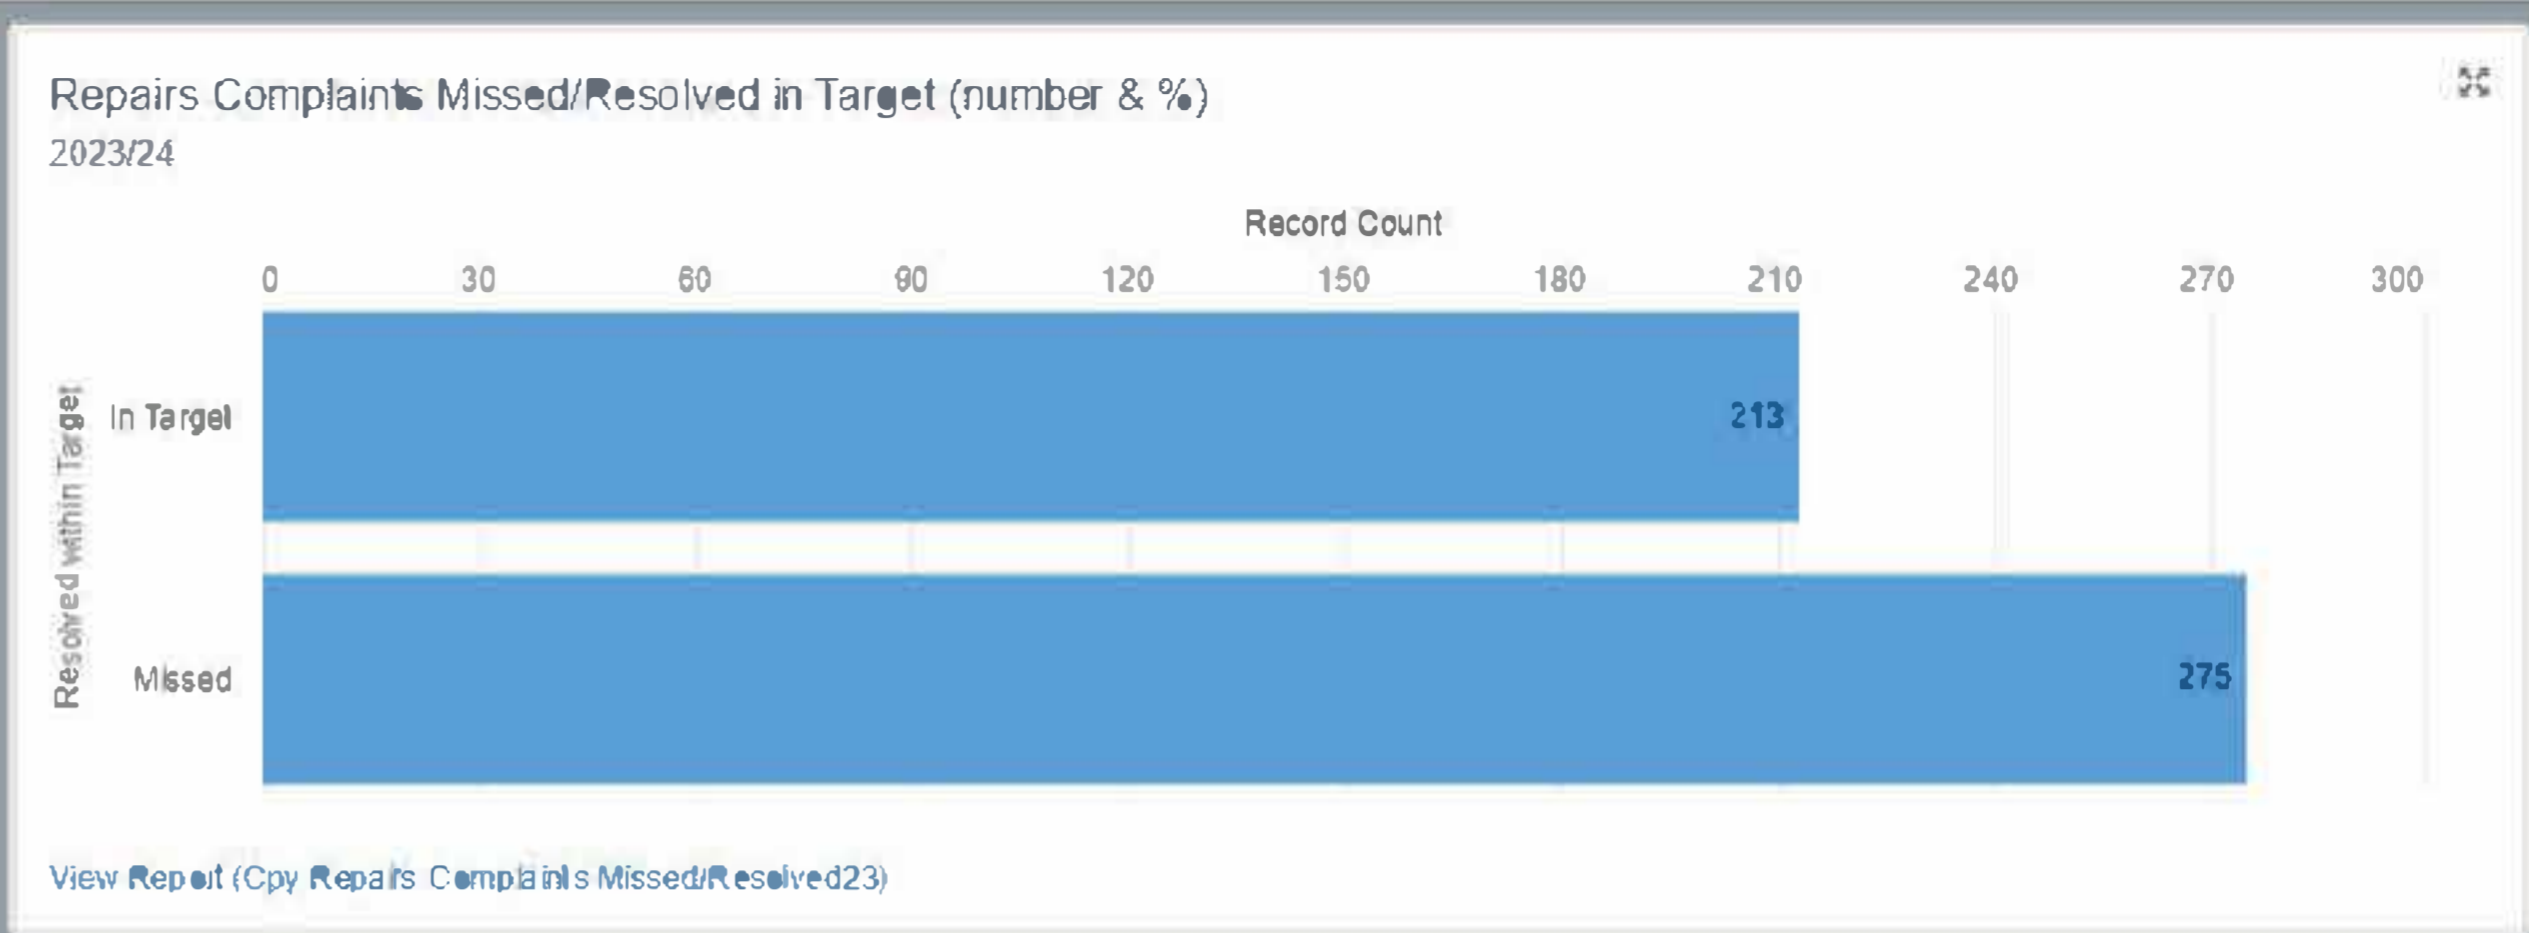 Repairs Complaints Missed/Resolved in Target (number & %)
2023/24
Record Count
0 30 60 90 120 150 180 210 240 270 300
Resolved within Target
In Target
213
Missed
275
View Report (Cpy Repairs Complaints Missed/Resolved23)